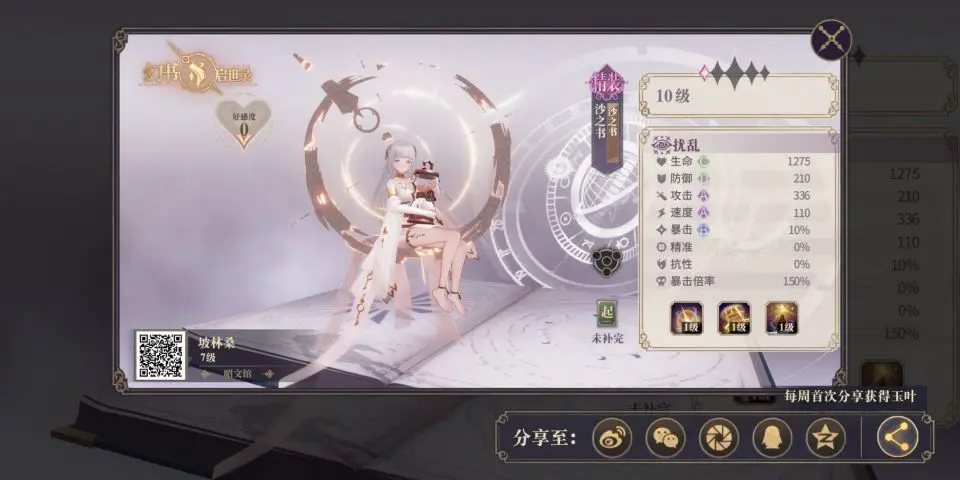 幻书启世录
好感度
0
精装
沙之书
沙之书
10级
扰乱
生命 C 1275
防御 D 210
攻击 A 336
速度 A 110
暴击 B 10%
精准 0%
抗性 0%
暴击倍率 150%
1级 1级 1级
起
未补完
坡林桑
7级
昭文馆
1275
210
336
110
10%
0%
0%
150%
每周首次分享获得玉叶
分享至：